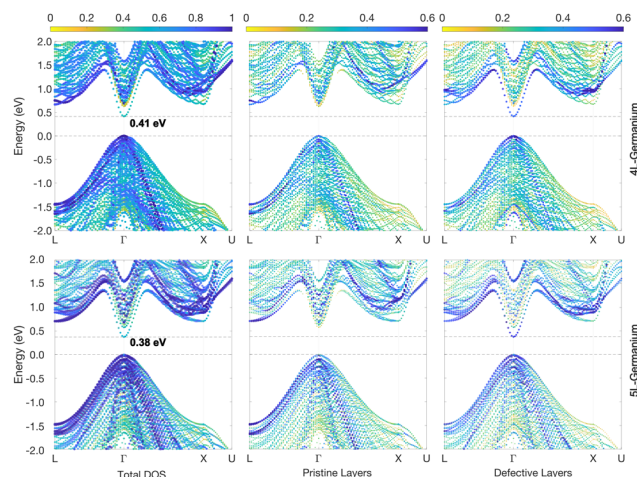 0 0.2 0.4 0.6 0.8 1
0 0.2 0.4 0.6
0 0.2 0.4 0.6
2.0
1.5
1.0
0.5
0.0
-0.5
-1.0
-1.5
-2.0
Energy (eV)
0.41 eV
L Γ X U
L Γ X U
L Γ X U
4L-Germanium
2.0
1.5
1.0
0.5
0.0
-0.5
-1.0
-1.5
-2.0
Energy (eV)
0.38 eV
L Γ X U
L Γ X U
L Γ X U
5L-Germanium
Total DOS
Pristine Layers
Defective Layers